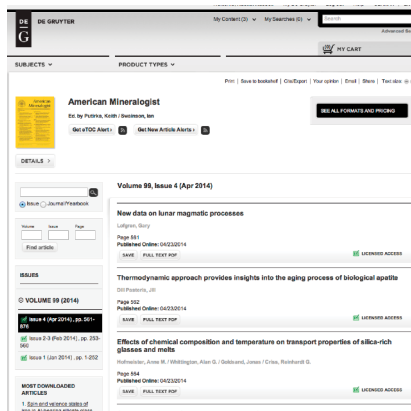 DE GRUYTER
My Content (3) My Searches (6)
Search
Advanced
MY CART
SUBJECTS PRODUCT TYPES
Print | Save to bookshelf | Cite/Export | Your opinion | Email | Share | Text size:
American Mineralogist
Ed. by Putirka, Keith / Swainson, Ian
SEE ALL FORMATS AND PRICING
Get eTOC Alert › Get New Article Alerts ›
DETAILS ›
Volume 99, Issue 4 (Apr 2014)
Issue Journal/Yearbook
Volume Issue Page
Find article
ISSUES
VOLUME 99 (2014)
Issue 4 (Apr 2014), pp. 551-
876
Issue 2-3 (Feb 2014), pp. 253-
550
Issue 1 (Jan 2014), pp. 1-252
MOST DOWNLOADED
ARTICLES
1. Spin and valence states of
New data on lunar magmatic processes
Lofgren, Gary
Page 551
Published Online: 04/23/2014
SAVE FULL TEXT PDF LICENSED ACCESS
Thermodynamic approach provides insights into the aging process of biological apatite
Dill Pasteris, Jill
Page 552
Published Online: 04/23/2014
SAVE FULL TEXT PDF LICENSED ACCESS
Effects of chemical composition and temperature on transport properties of silica-rich
glasses and melts
Hofmeister, Anne M. / Whittington, Alan G. / Goldsand, Jonas / Criss, Reinhardt G.
Page 554
Published Online: 04/23/2014
SAVE FULL TEXT PDF LICENSED ACCESS